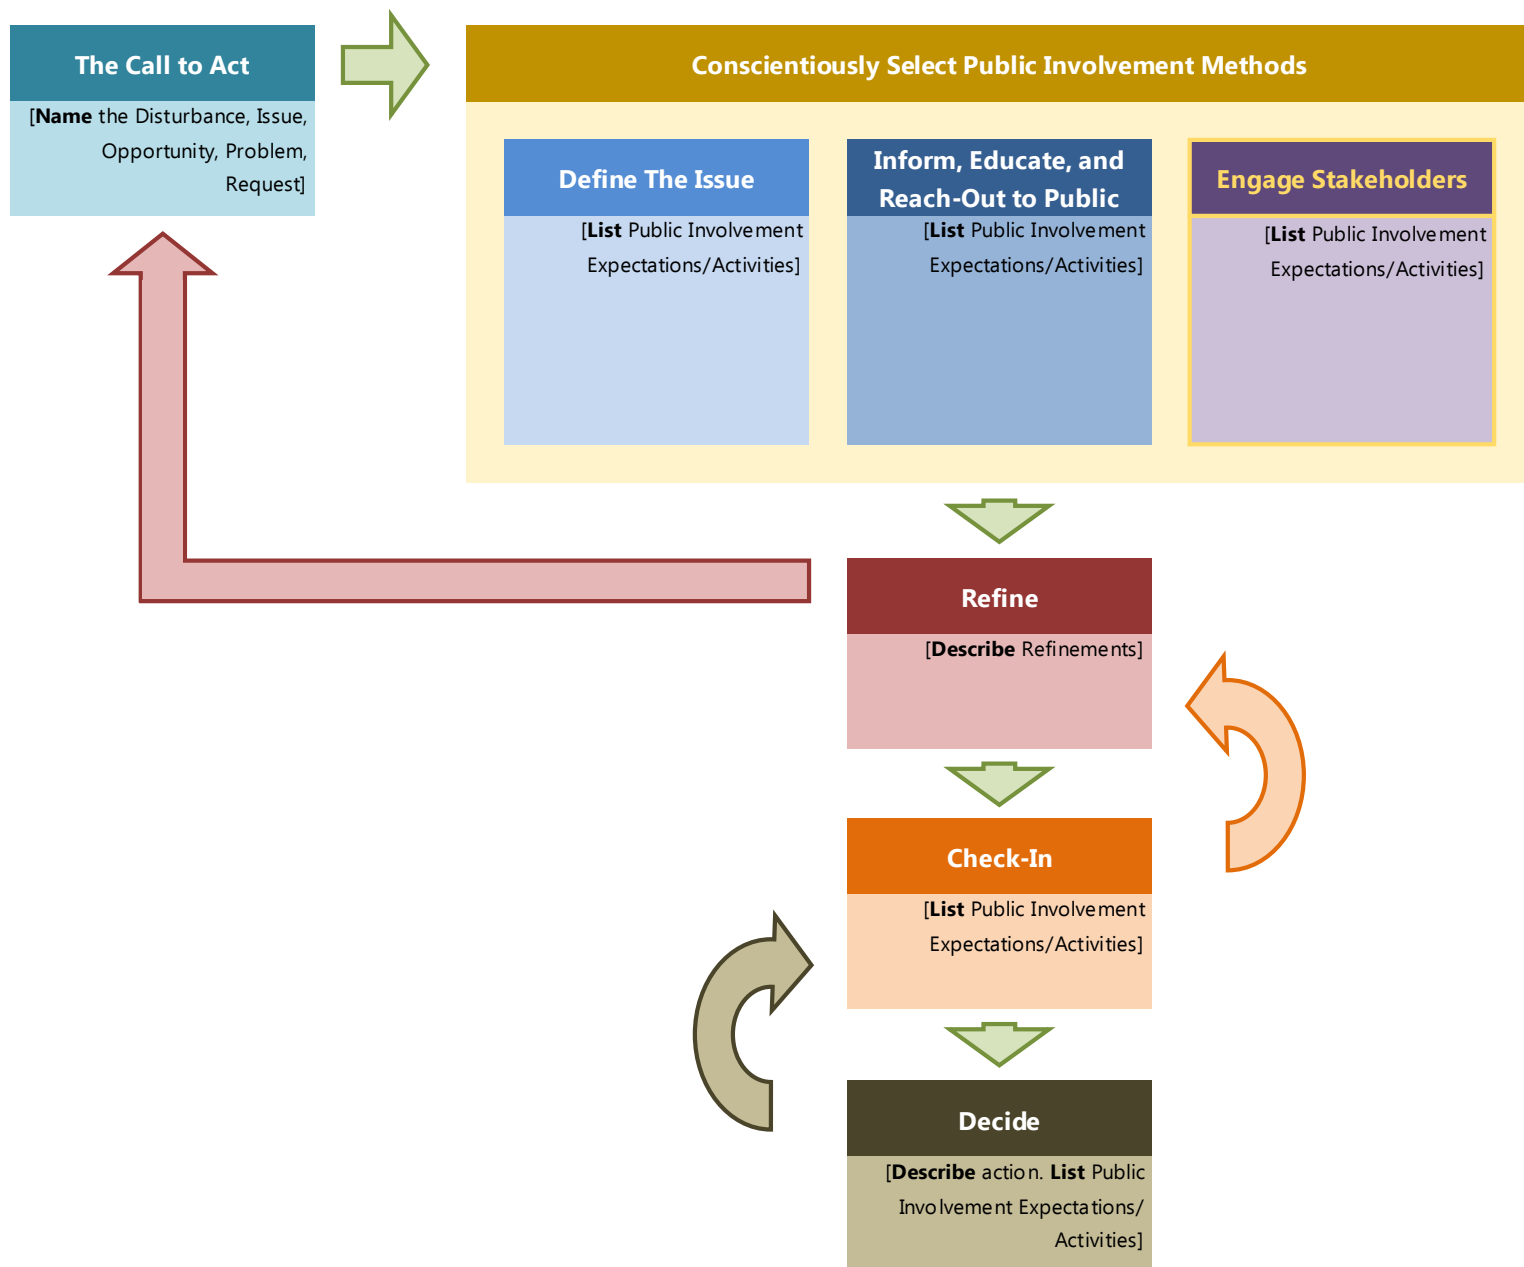 The Call to Act
[Name the Disturbance, Issue,
Opportunity, Problem,
Request]
Conscientiously Select Public Involvement Methods
Define The Issue
[List Public Involvement
Expectations/Activities]
Inform, Educate, and
Reach-Out to Public
[List Public Involvement
Expectations/Activities]
Engage Stakeholders
[List Public Involvement
Expectations/Activities]
Refine
[Describe Refinements]
Check-In
[List Public Involvement
Expectations/Activities]
Decide
[Describe action. List Public
Involvement Expectations/
Activities]